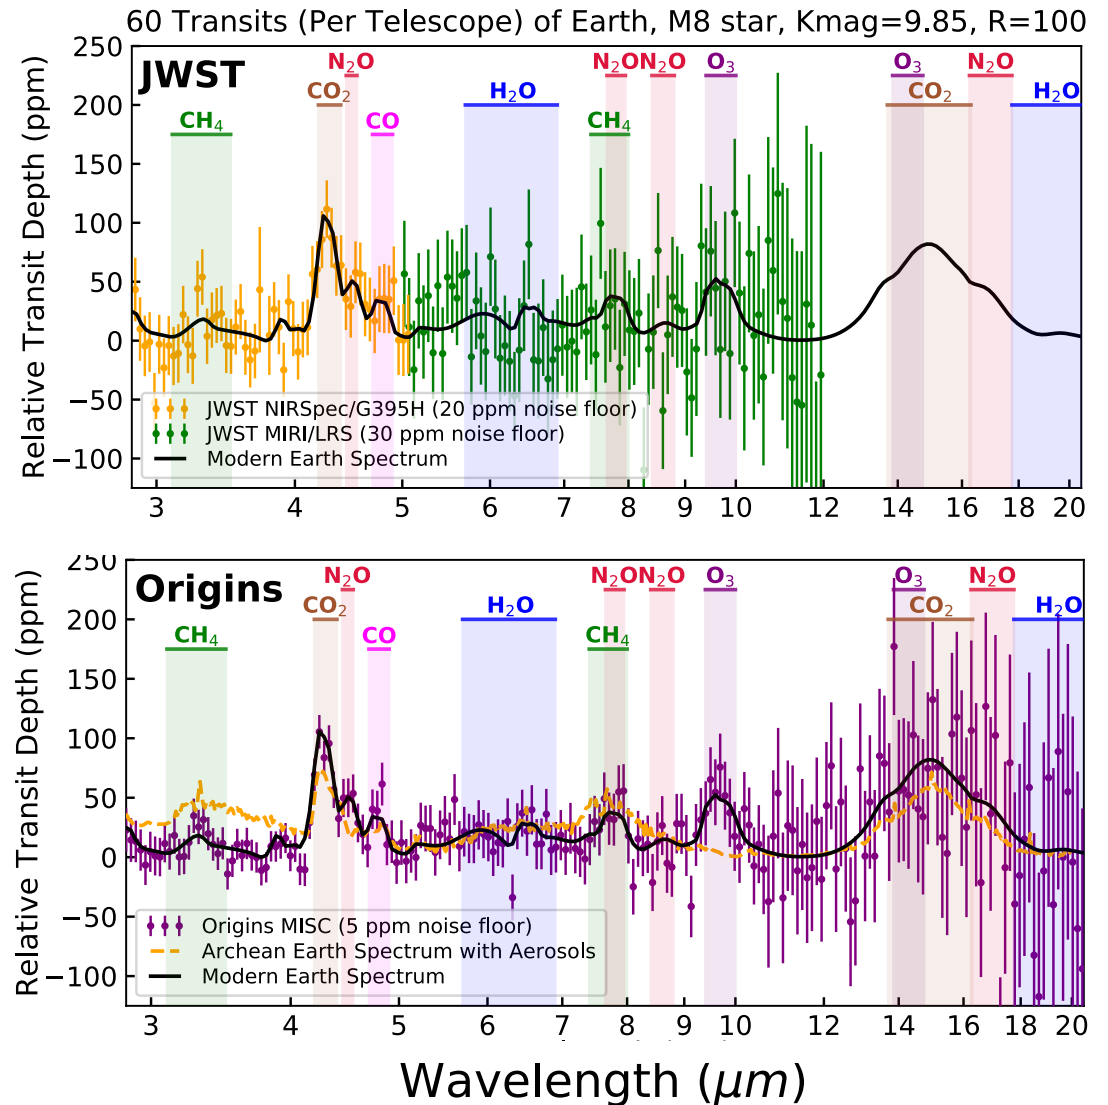 60 Transits (Per Telescope) of Earth, M8 star, Kmag=9.85, R=100
JWST
Relative Transit Depth (ppm)
250
200
150
100
50
0
−50
−100
N₂O
N₂O
N₂O
O₃
O₃
N₂O
CO₂
H₂O
CO₂
H₂O
CH₄
CO
CH₄
JWST NIRSpec/G395H (20 ppm noise floor)
JWST MIRI/LRS (30 ppm noise floor)
Modern Earth Spectrum
3 4 5 6 7 8 9 10 12 14 16 18 20
Origins
Relative Transit Depth (ppm)
250
200
150
100
50
0
−50
−100
N₂O
N₂O
N₂O
O₃
O₃
N₂O
CO₂
H₂O
CO₂
H₂O
CH₄
CO
CH₄
Origins MISC (5 ppm noise floor)
Archean Earth Spectrum with Aerosols
Modern Earth Spectrum
3 4 5 6 7 8 9 10 12 14 16 18 20
Wavelength (μm)